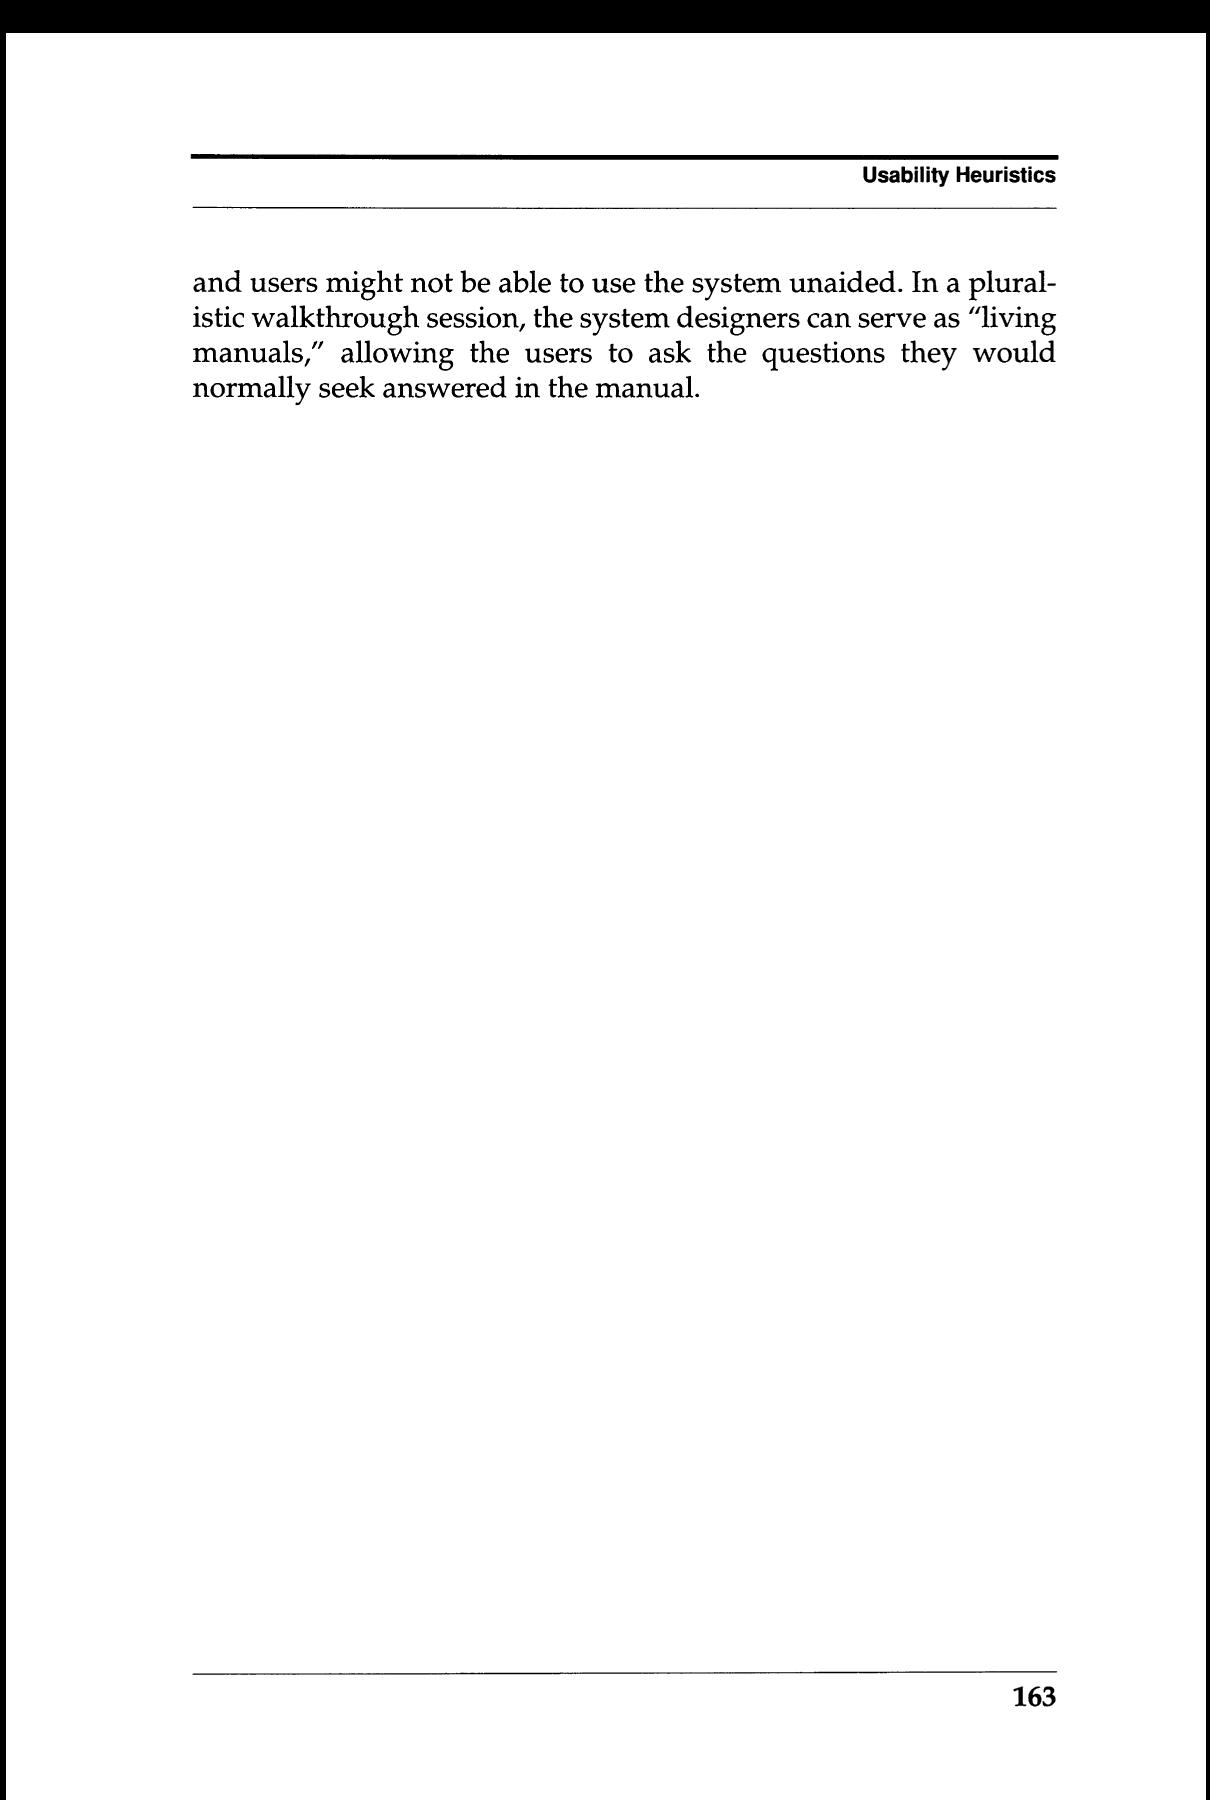 Usability Heuristics
and users might not be able to use the system unaided. In a plural-
istic walkthrough session, the system designers can serve as "living
manuals," allowing the users to ask the questions they would
normally seek answered in the manual.
163